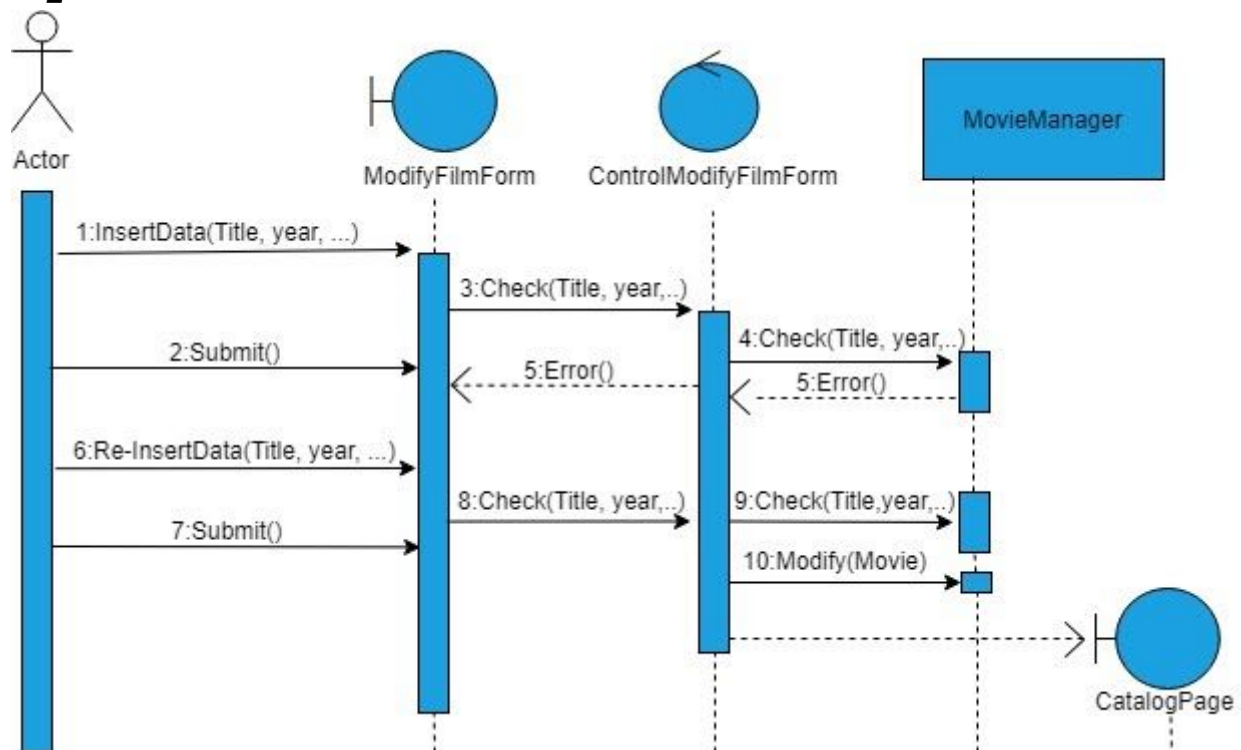 Actor
ModifyFilmForm
ControlModifyFilmForm
MovieManager
1:InsertData(Title, year, ...)
3:Check(Title, year,..)
2:Submit()
4:Check(Title, year,..)
5:Error()
5:Error()
6:Re-InsertData(Title, year, ...)
8:Check(Title, year,..)
9:Check(Title,year,..)
7:Submit()
10:Modify(Movie)
CatalogPage